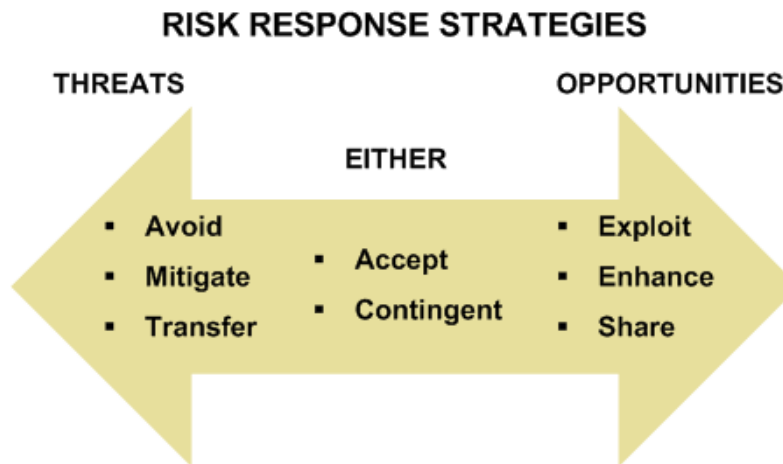 RISK RESPONSE STRATEGIES
THREATS
OPPORTUNITIES
EITHER
▪ Avoid
▪ Mitigate
▪ Transfer
▪ Accept
▪ Contingent
▪ Exploit
▪ Enhance
▪ Share